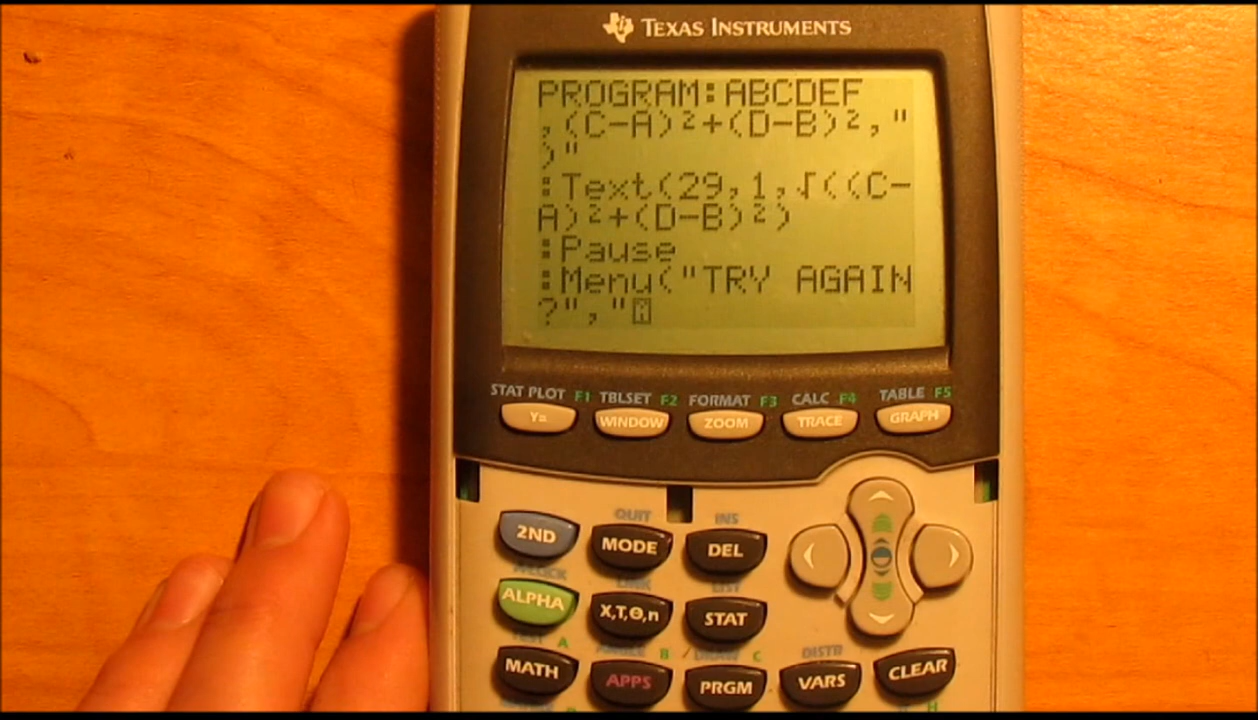 TEXAS INSTRUMENTS
PROGRAM:ABCDEF
,(C-A)²+(D-B)²,"
)"
:Text(29,1,√((C-
A)²+(D-B)²)
:Pause
:Menu("TRY AGAIN
?","
STAT PLOT F1 TBLSET F2 FORMAT F3 CALC F4 TABLE F5
Y= WINDOW ZOOM TRACE GRAPH
QUIT INS
2ND MODE DEL
A-LOCK LINK LIST
ALPHA X,T,Θ,n STAT
TEST A ANGLE B DRAW C DISTR
MATH APPS PRGM VARS CLEAR
H